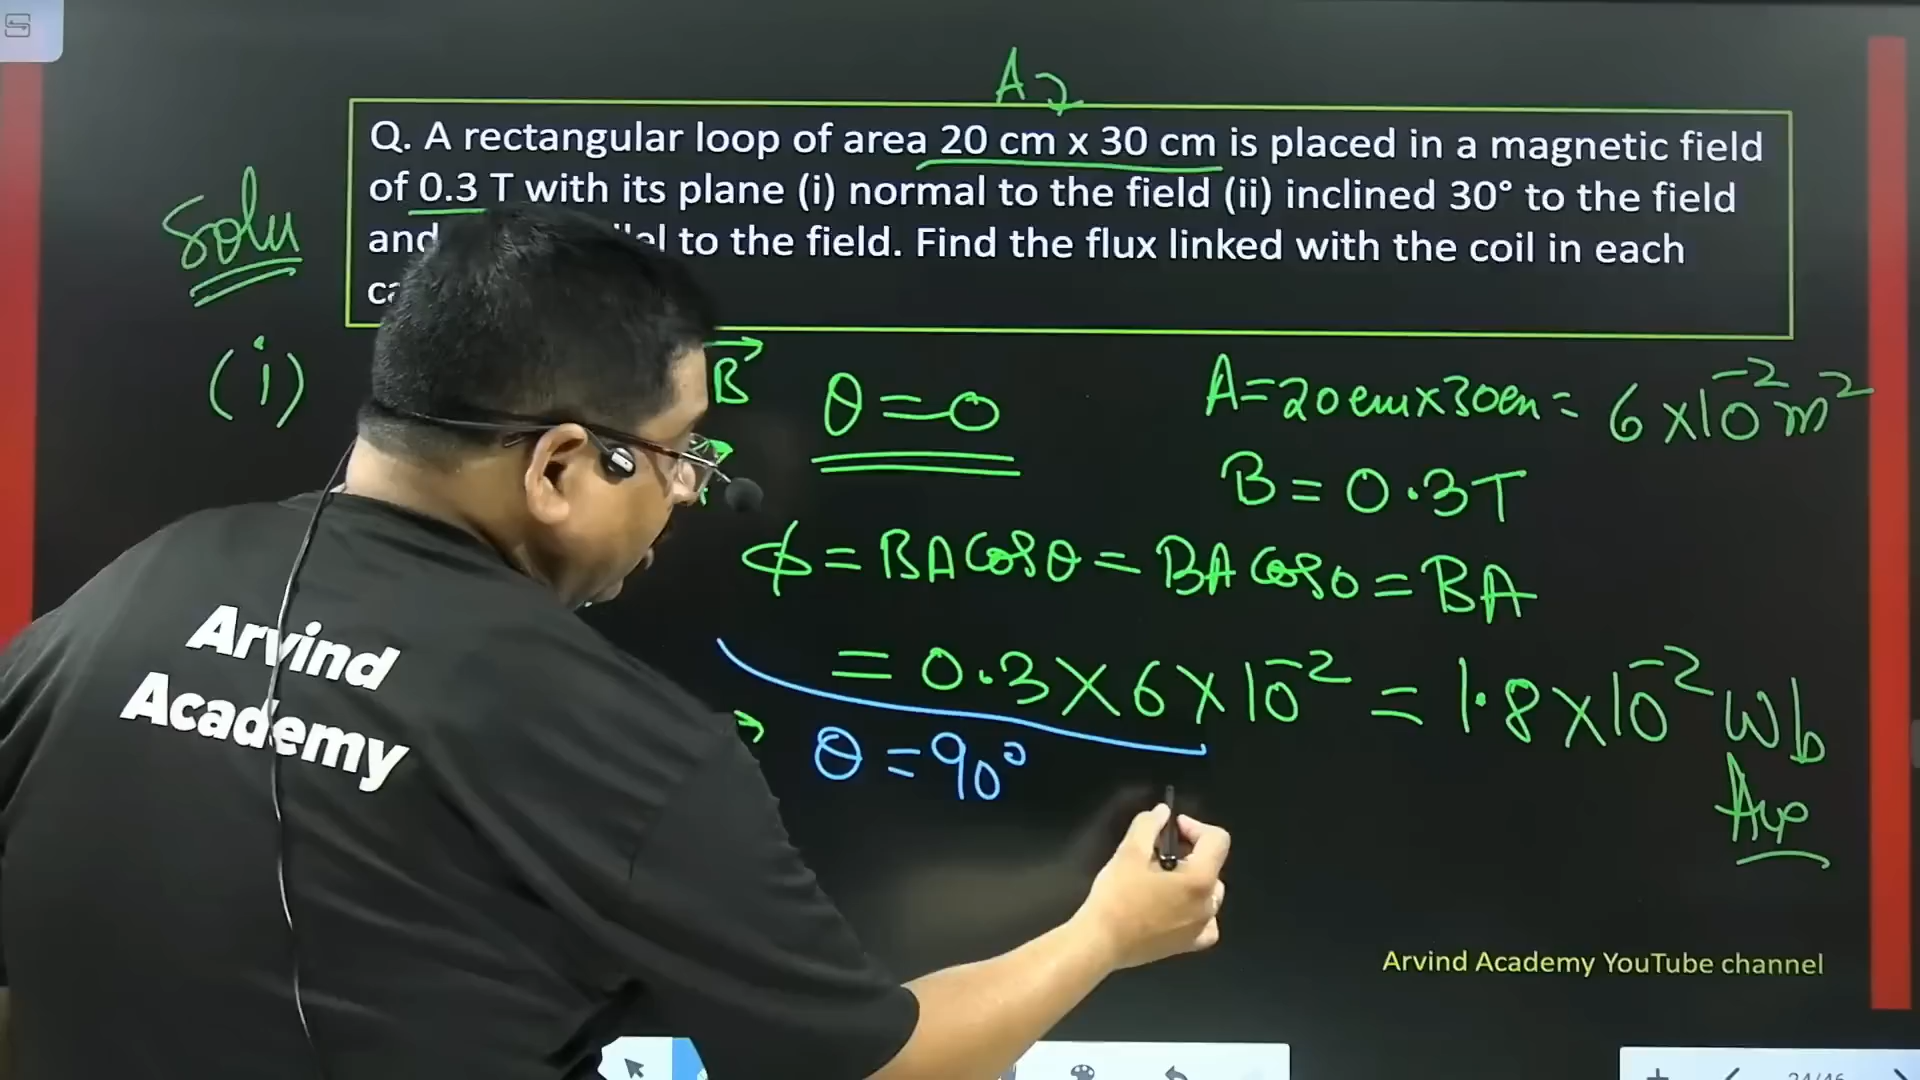 A
Q. A rectangular loop of area 20 cm x 30 cm is placed in a magnetic field
of 0.3 T with its plane (i) normal to the field (ii) inclined 30° to the field
and to the field. Find the flux linked with the coil in each
Solu
(i)
B
θ = 0
A = 20cm×30cm = 6×10⁻² m²
B = 0.3T
ϕ = BA cosθ = BA cos0 = BA
= 0.3 × 6 × 10⁻² = 1.8 × 10⁻² Wb
θ = 90°
Arvind
Academy
Arvind Academy YouTube channel